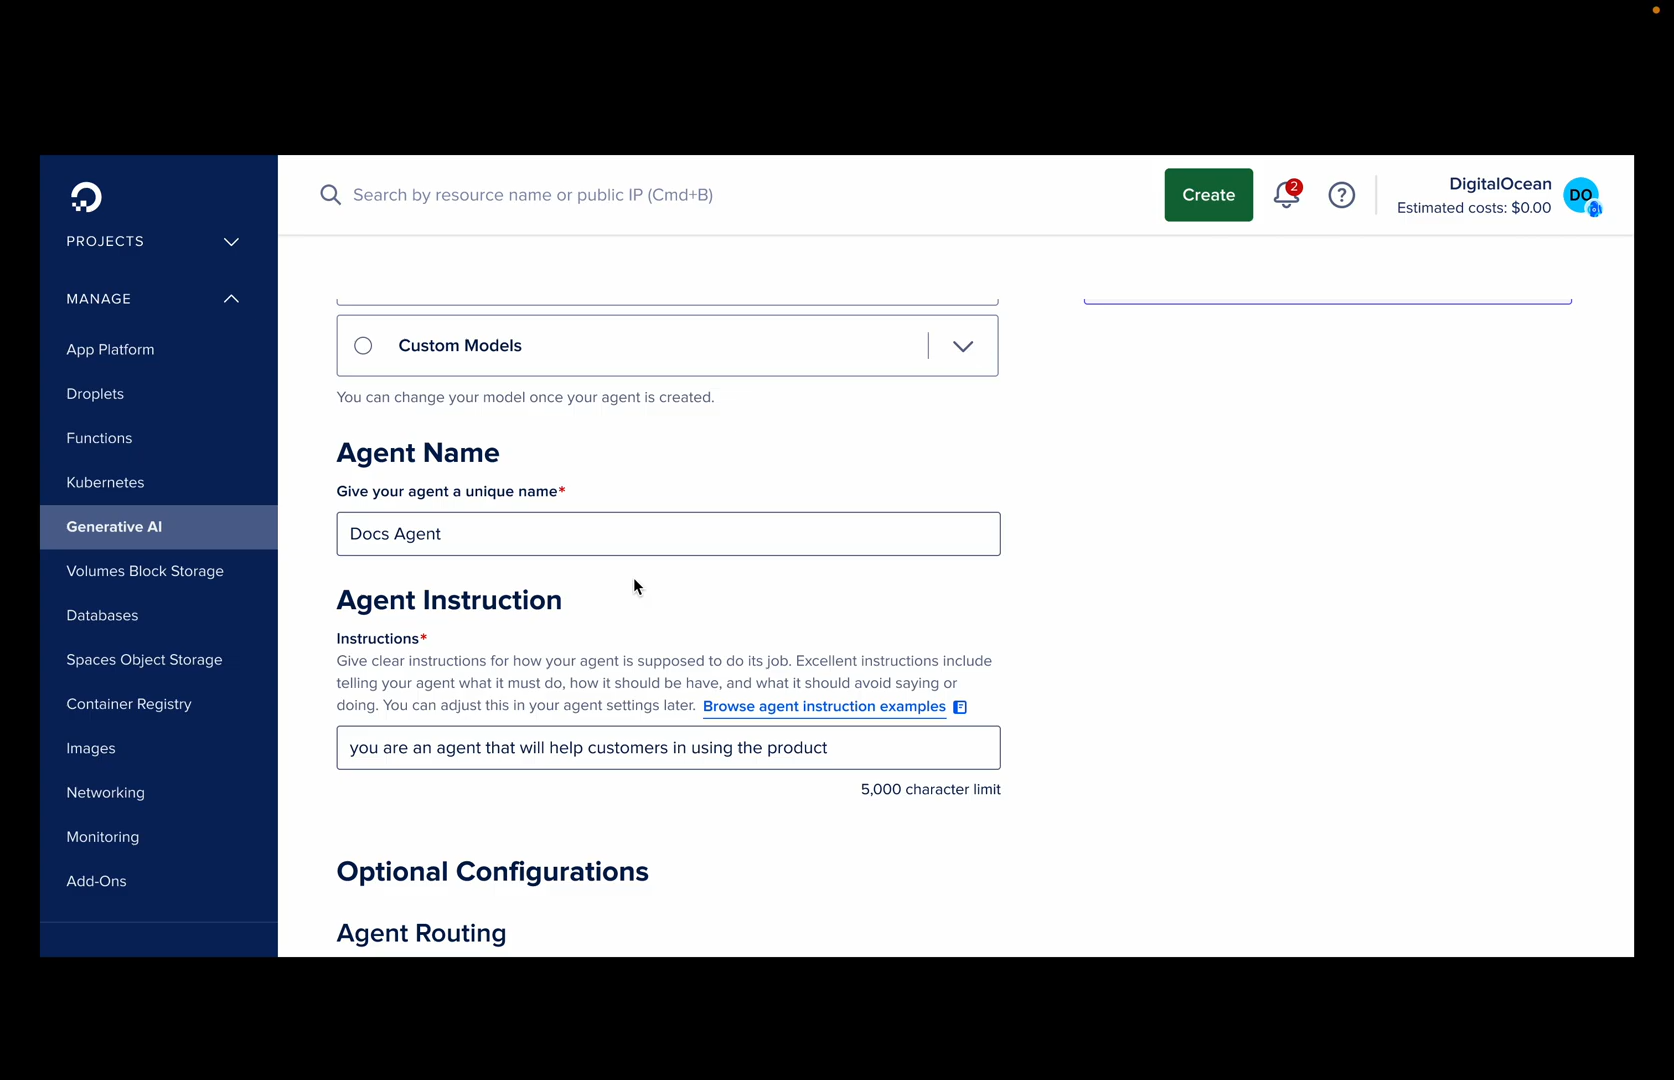 Search by resource name or public IP (Cmd+B)
Create
2
DigitalOcean
Estimated costs: $0.00
DO
PROJECTS
MANAGE
App Platform
Droplets
Functions
Kubernetes
Generative AI
Volumes Block Storage
Databases
Spaces Object Storage
Container Registry
Images
Networking
Monitoring
Add-Ons
Custom Models
You can change your model once your agent is created.
Agent Name
Give your agent a unique name*
Docs Agent
Agent Instruction
Instructions*
Give clear instructions for how your agent is supposed to do its job. Excellent instructions include
telling your agent what it must do, how it should be have, and what it should avoid saying or
doing. You can adjust this in your agent settings later. Browse agent instruction examples
you are an agent that will help customers in using the product
5,000 character limit
Optional Configurations
Agent Routing